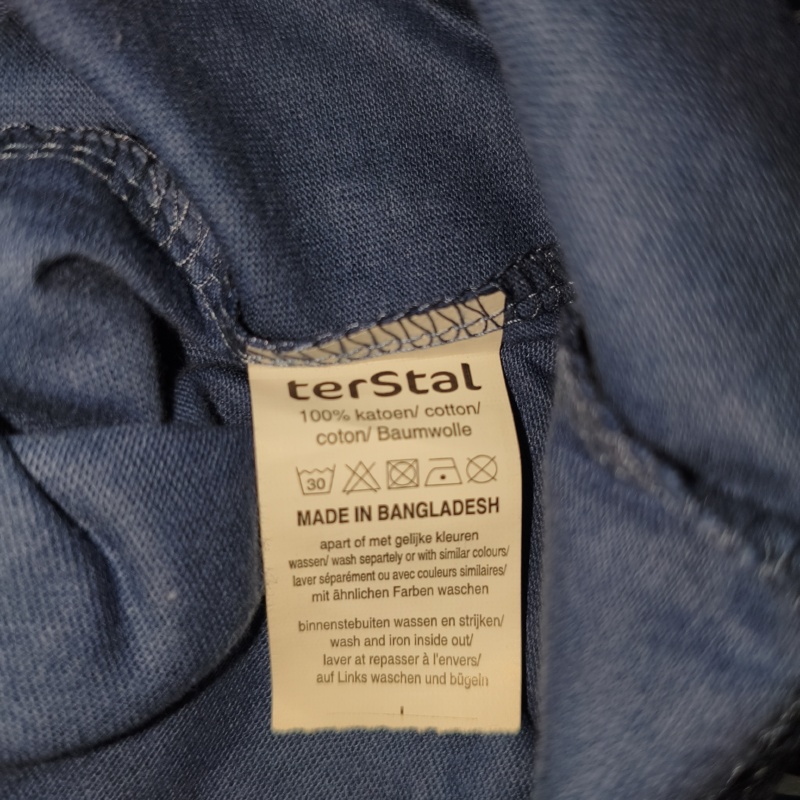 terStal
100% katoen/ cotton/
coton/ Baumwolle
30
MADE IN BANGLADESH
apart of met gelijke kleuren
wassen/ wash separtely or with similar colours/
laver séparément ou avec couleurs similaires/
mit ähnlichen Farben waschen
binnenstebuiten wassen en strijken/
wash and iron inside out/
laver at repasser à l'envers/
auf Links waschen und bügeln